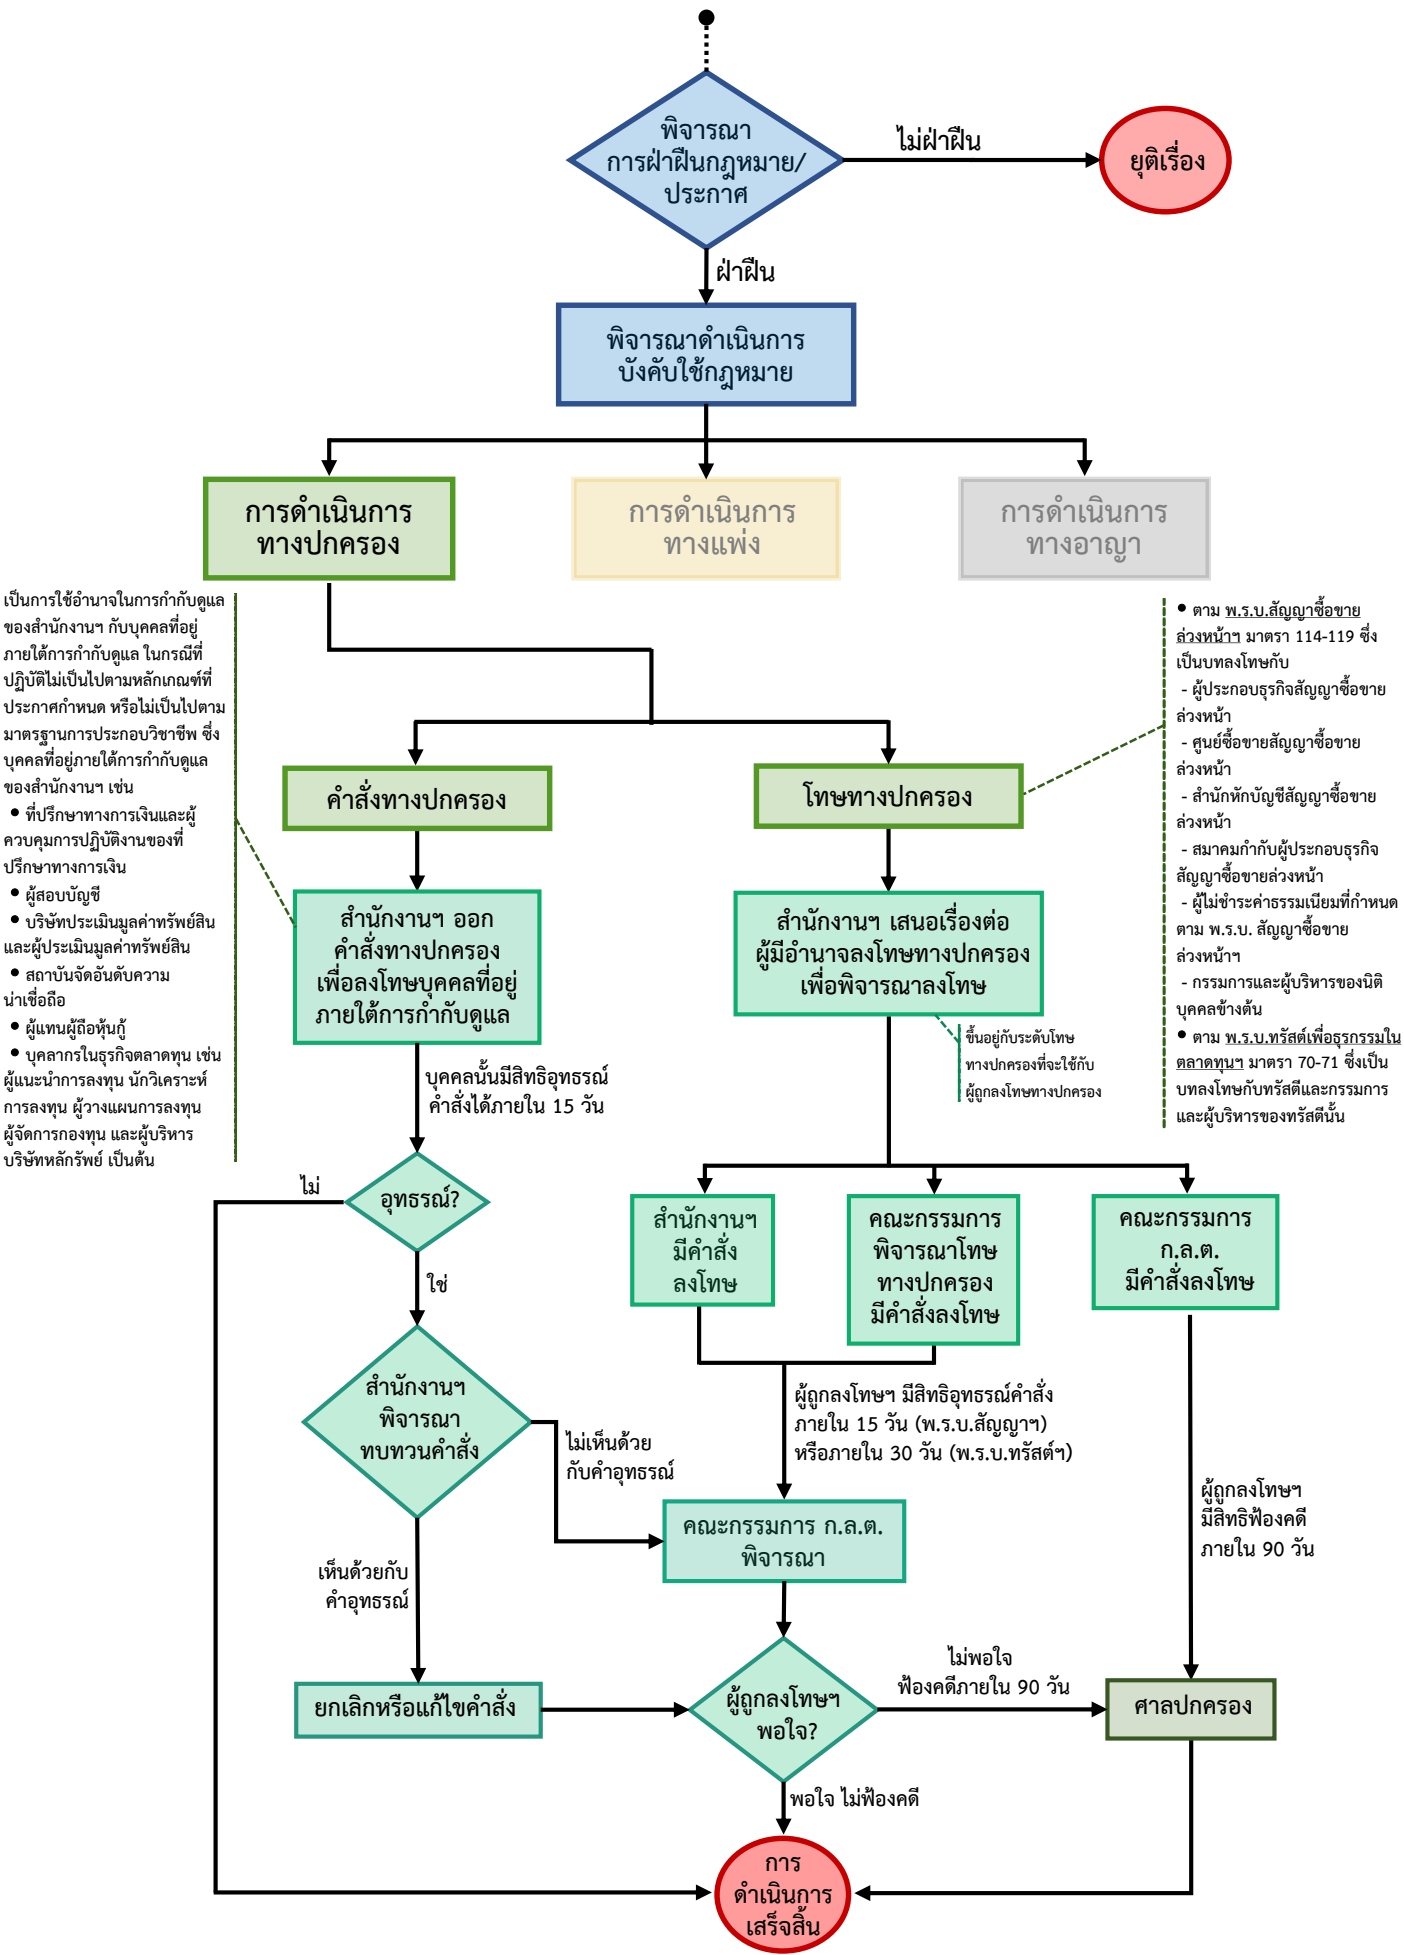 พิจารณา
การฝ่าฝืนกฎหมาย/
ประกาศ
ไม่ฝ่าฝืน
ยุติเรื่อง
ฝ่าฝืน
พิจารณาดำเนินการ
บังคับใช้กฎหมาย
การดำเนินการ
ทางปกครอง
การดำเนินการ
ทางแพ่ง
การดำเนินการ
ทางอาญา
เป็นการใช้อำนาจในการกำกับดูแล
ของสำนักงานฯ กับบุคคลที่อยู่
ภายใต้การกำกับดูแล ในกรณีที่
ปฏิบัติไม่เป็นไปตามหลักเกณฑ์ที่
ประกาศกำหนด หรือไม่เป็นไปตาม
มาตรฐานการประกอบวิชาชีพ ซึ่ง
บุคคลที่อยู่ภายใต้การกำกับดูแล
ของสำนักงานฯ เช่น
• ที่ปรึกษาทางการเงินและผู้
ควบคุมการปฏิบัติงานของที่
ปรึกษาทางการเงิน
• ผู้สอบบัญชี
• บริษัทประเมินมูลค่าทรัพย์สิน
และผู้ประเมินมูลค่าทรัพย์สิน
• สถาบันจัดอันดับความ
น่าเชื่อถือ
• ผู้แทนผู้ถือหุ้นกู้
• บุคลากรในธุรกิจตลาดทุน เช่น
ผู้แนะนำการลงทุน นักวิเคราะห์
การลงทุน ผู้วางแผนการลงทุน
ผู้จัดการกองทุน และผู้บริหาร
บริษัทหลักรัพย์ เป็นต้น
• ตาม พ.ร.บ.สัญญาซื้อขาย
ล่วงหน้าฯ มาตรา 114-119 ซึ่ง
เป็นบทลงโทษกับ
- ผู้ประกอบธุรกิจสัญญาซื้อขาย
ล่วงหน้า
- ศูนย์ซื้อขายสัญญาซื้อขาย
ล่วงหน้า
- สำนักหักบัญชีสัญญาซื้อขาย
ล่วงหน้า
- สมาคมกำกับผู้ประกอบธุรกิจ
สัญญาซื้อขายล่วงหน้า
- ผู้ไม่ชำระค่าธรรมเนียมที่กำหนด
ตาม พ.ร.บ. สัญญาซื้อขาย
ล่วงหน้าฯ
- กรรมการและผู้บริหารของนิติ
บุคคลข้างต้น
• ตาม พ.ร.บ.ทรัสต์เพื่อธุรกรรมใน
ตลาดทุนฯ มาตรา 70-71 ซึ่งเป็น
บทลงโทษกับทรัสตีและกรรมการ
และผู้บริหารของทรัสตีนั้น
คำสั่งทางปกครอง
โทษทางปกครอง
สำนักงานฯ ออก
คำสั่งทางปกครอง
เพื่อลงโทษบุคคลที่อยู่
ภายใต้การกำกับดูแล
สำนักงานฯ เสนอเรื่องต่อ
ผู้มีอำนาจลงโทษทางปกครอง
เพื่อพิจารณาลงโทษ
ขึ้นอยู่กับระดับโทษ
ทางปกครองที่จะใช้กับ
ผู้ถูกลงโทษทางปกครอง
บุคคลนั้นมีสิทธิอุทธรณ์
คำสั่งได้ภายใน 15 วัน
ไม่
อุทธรณ์?
ใช่
สำนักงานฯ
มีคำสั่ง
ลงโทษ
คณะกรรมการ
พิจารณาโทษ
ทางปกครอง
มีคำสั่งลงโทษ
คณะกรรมการ
ก.ล.ต.
มีคำสั่งลงโทษ
สำนักงานฯ
พิจารณา
ทบทวนคำสั่ง
ผู้ถูกลงโทษฯ มีสิทธิอุทธรณ์คำสั่ง
ภายใน 15 วัน (พ.ร.บ.สัญญาฯ)
หรือภายใน 30 วัน (พ.ร.บ.ทรัสต์ฯ)
ไม่เห็นด้วย
กับคำอุทธรณ์
ผู้ถูกลงโทษฯ
มีสิทธิฟ้องคดี
ภายใน 90 วัน
คณะกรรมการ ก.ล.ต.
พิจารณา
เห็นด้วยกับ
คำอุทธรณ์
ยกเลิกหรือแก้ไขคำสั่ง
ผู้ถูกลงโทษฯ
พอใจ?
ไม่พอใจ
ฟ้องคดีภายใน 90 วัน
ศาลปกครอง
พอใจ ไม่ฟ้องคดี
การ
ดำเนินการ
เสร็จสิ้น